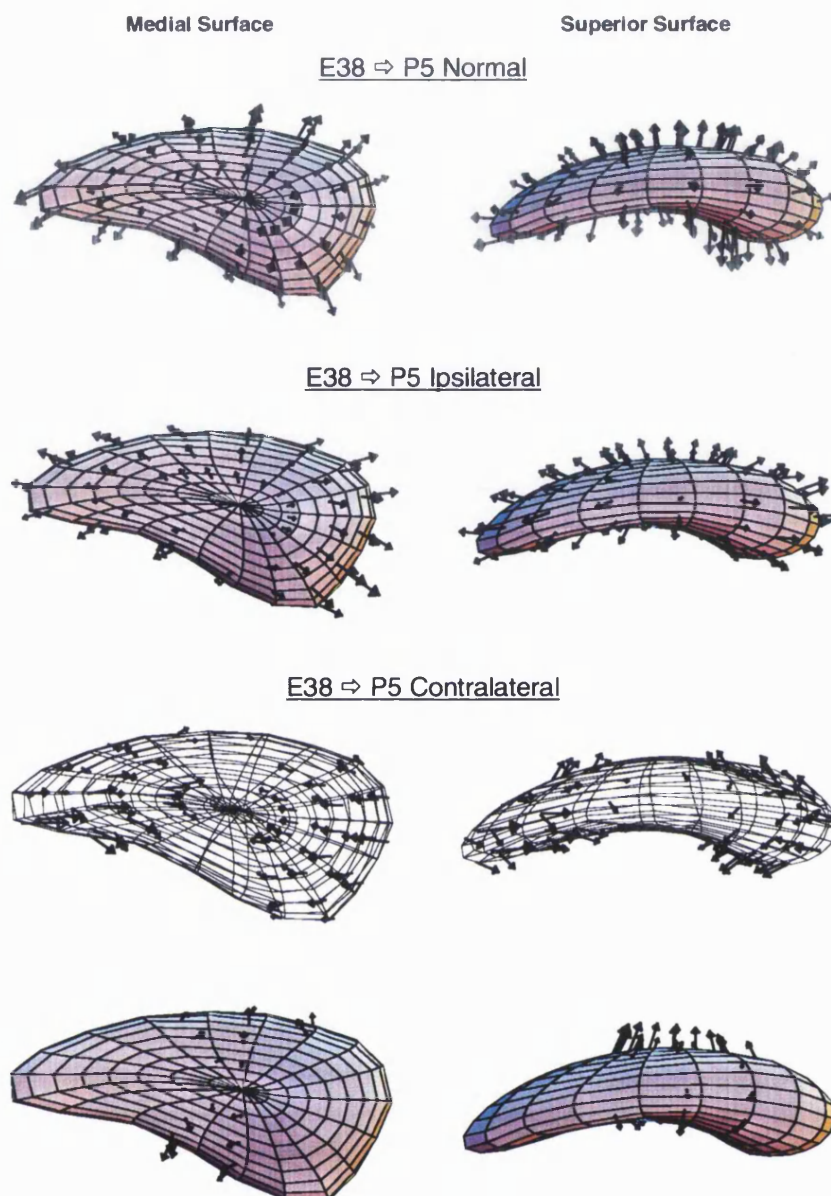 Medial Surface
Superior Surface
E38 ⇨ P5 Normal
E38 ⇨ P5 Ipsilateral
E38 ⇨ P5 Contralateral